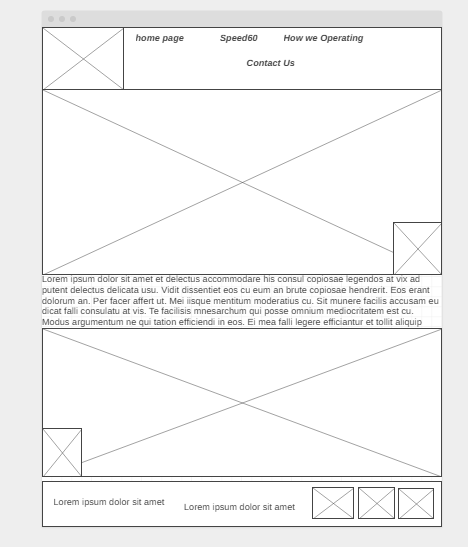 home page Speed60 How we Operating
Contact Us
Lorem ipsum dolor sit amet et delectus accommodare his consul copiosae legendos at vix ad
putent delectus delicata usu. Vidit dissentiet eos cu eum an brute copiosae hendrerit. Eos erant
dolorum an. Per facer affert ut. Mei iisque mentitum moderatius cu. Sit munere facilis accusam eu
dicat falli consulatu at vis. Te facilisis mnesarchum qui posse omnium mediocritatem est cu.
Modus argumentum ne qui tation efficiendi in eos. Ei mea falli legere efficiantur et tollit aliquip
Lorem ipsum dolor sit amet
Lorem ipsum dolor sit amet